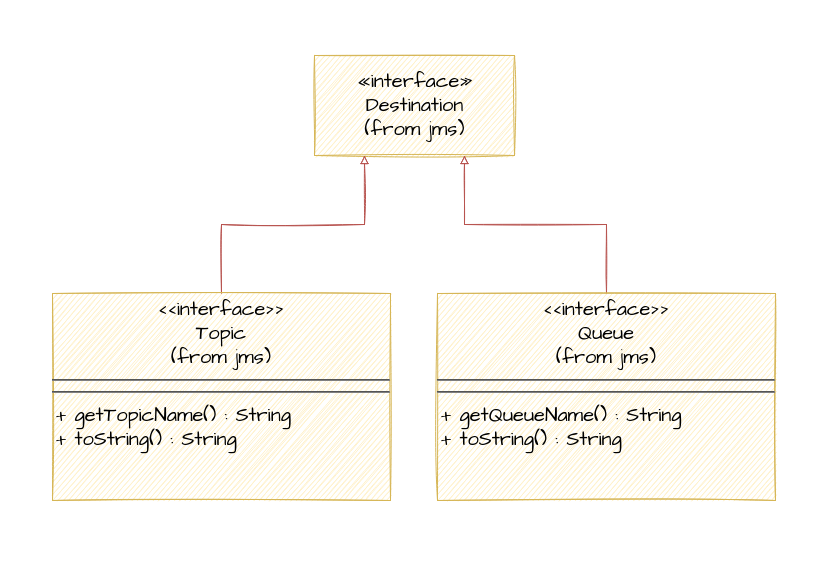 «interface»
Destination
(from jms)
<<interface>>
Topic
(from jms)
+ getTopicName() : String
+ toString() : String
<<interface>>
Queue
(from jms)
+ getQueueName() : String
+ toString() : String